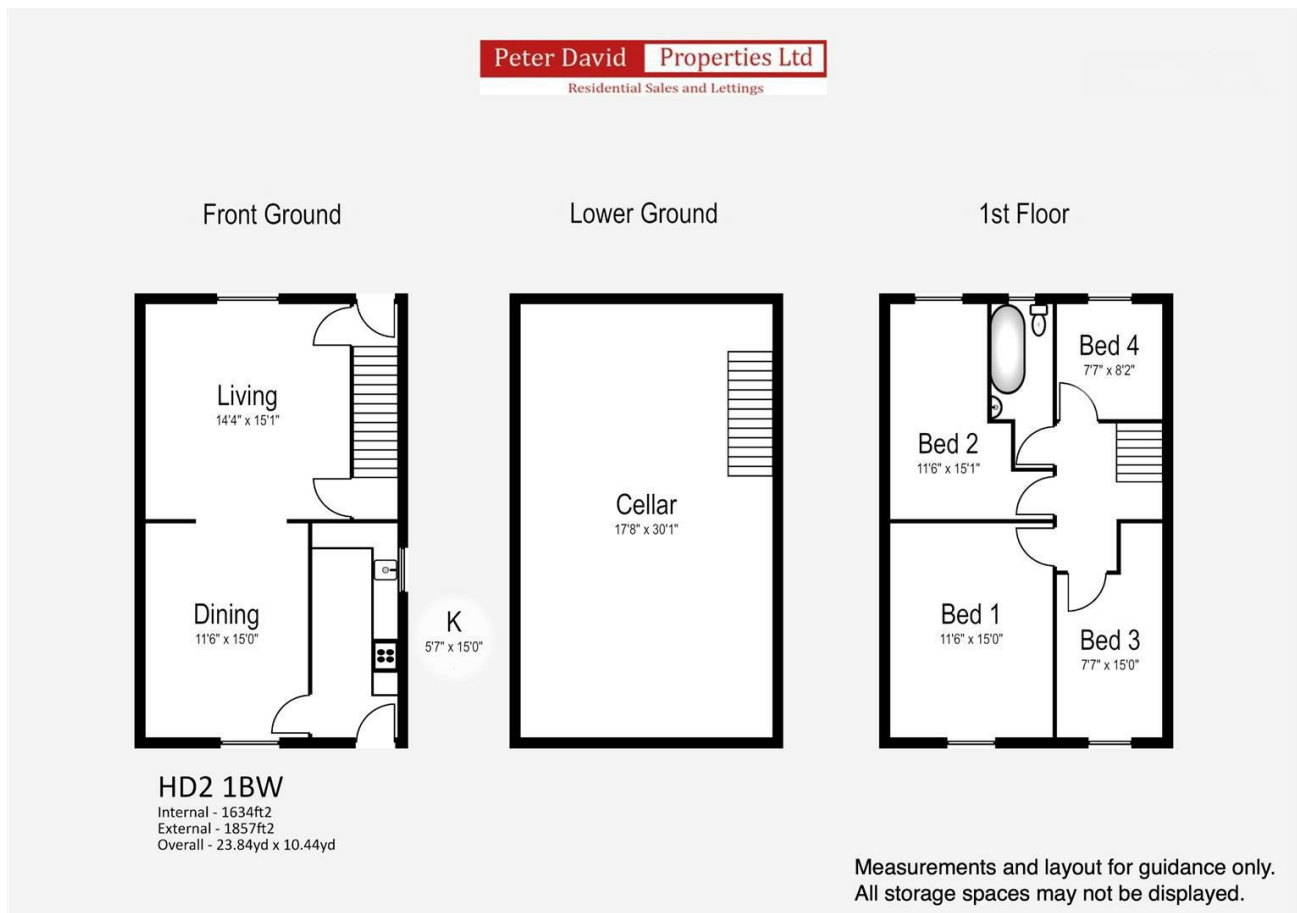 Peter David Properties Ltd
Residential Sales and Lettings
Front Ground
Lower Ground
1st Floor
Living
14'4" x 15'1"
Dining
11'6" x 15'0"
K
5'7" x 15'0"
Cellar
17'8" x 30'1"
Bed 4
7'7" x 8'2"
Bed 2
11'6" x 15'1"
Bed 1
11'6" x 15'0"
Bed 3
7'7" x 15'0"
HD2 1BW
Internal - 1634ft2
External - 1857ft2
Overall - 23.84yd x 10.44yd
Measurements and layout for guidance only.
All storage spaces may not be displayed.